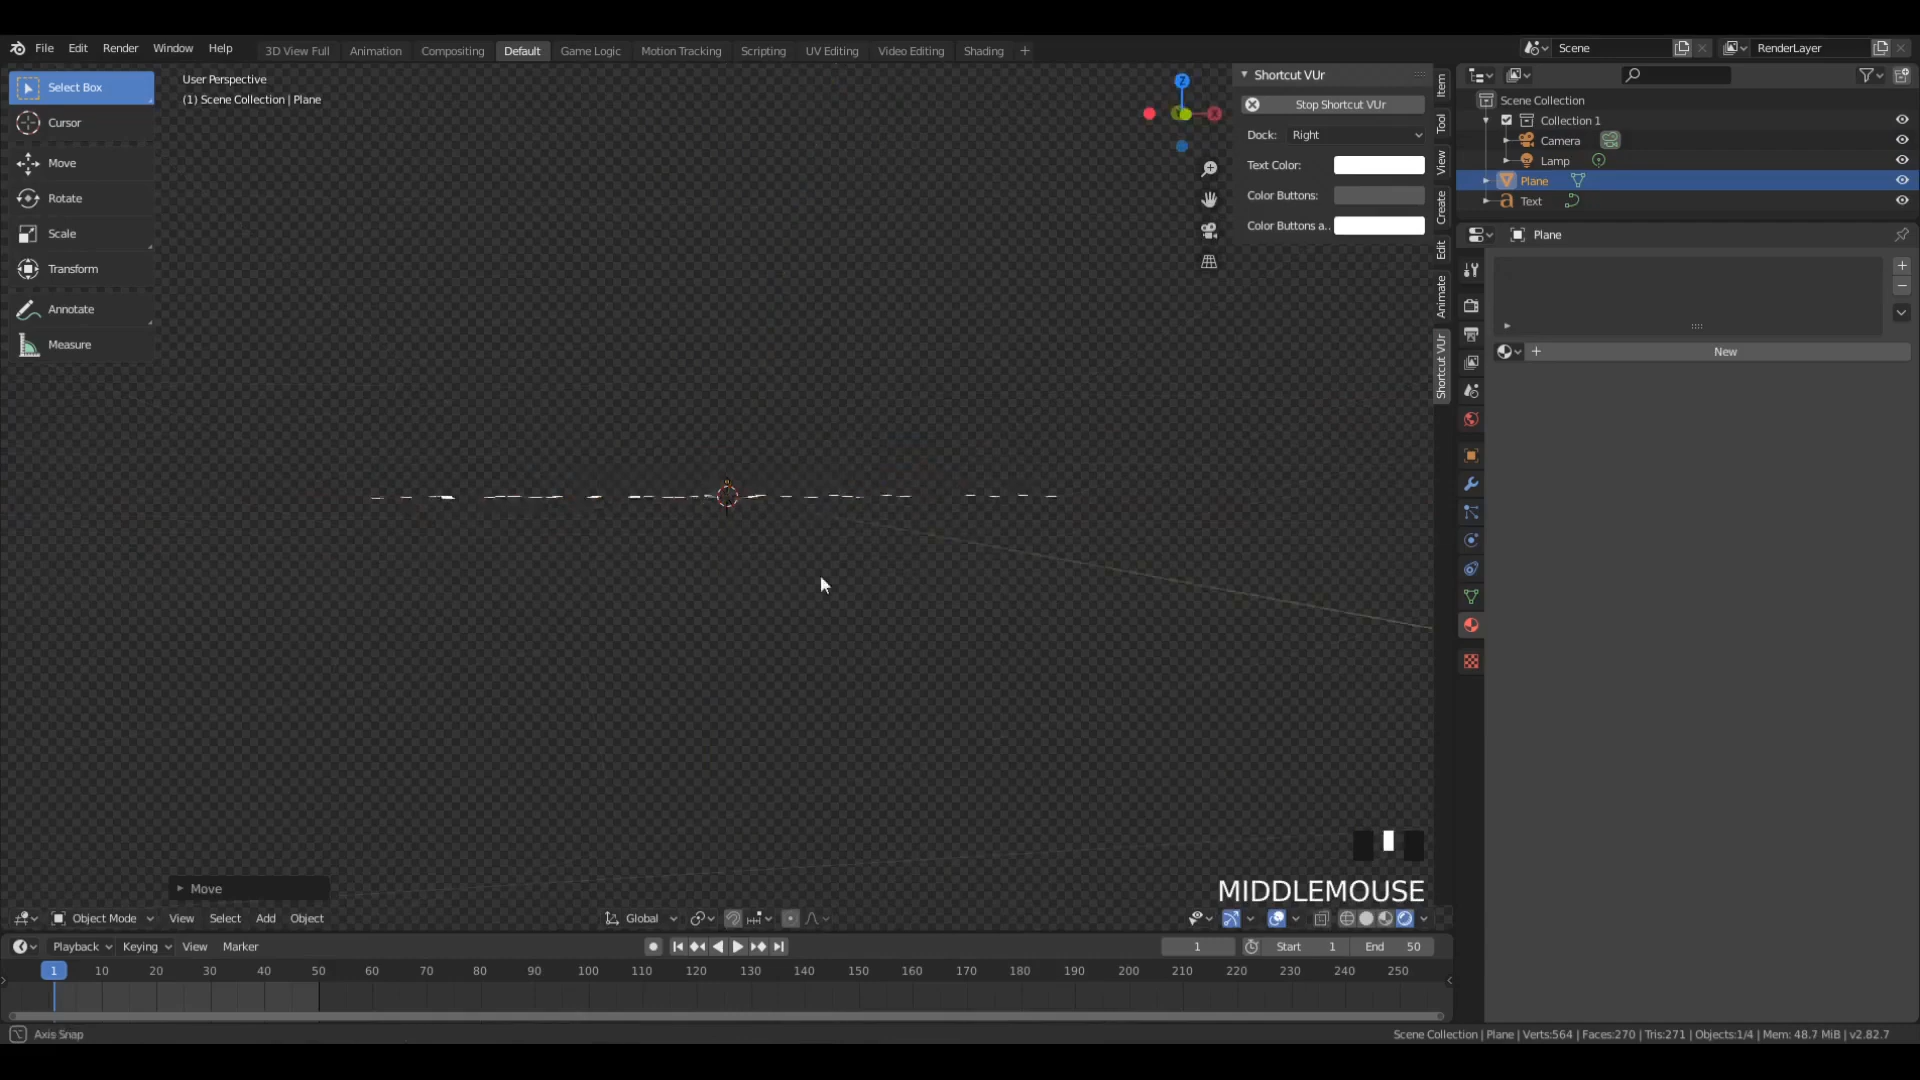 File Edit Render Window Help 3D View Full Animation Compositing Default Game Logic Motion Tracking Scripting UV Editing Video Editing Shading + Scene RenderLayer
Select Box
Cursor
Move
Rotate
Scale
Transform
Annotate
Measure
User Perspective
(1) Scene Collection | Plane
Z
X
Shortcut VUr
Stop Shortcut VUr
Dock: Right
Text Color:
Color Buttons:
Color Buttons a..
Item
Tool
View
Create
Edit
Animate
Shortcut VUr
Scene Collection
Collection 1
Camera
Lamp
Plane
Text
Plane
New
Move
MIDDLEMOUSE
Object Mode View Select Add Object Global
Playback Keying View Marker 1 Start 1 End 50
1 10 20 30 40 50 60 70 80 90 100 110 120 130 140 150 160 170 180 190 200 210 220 230 240 250
Axis Snap
Scene Collection | Plane | Verts:564 | Faces:270 | Tris:271 | Objects:1/4 | Mem: 48.7 MiB | v2.82.7